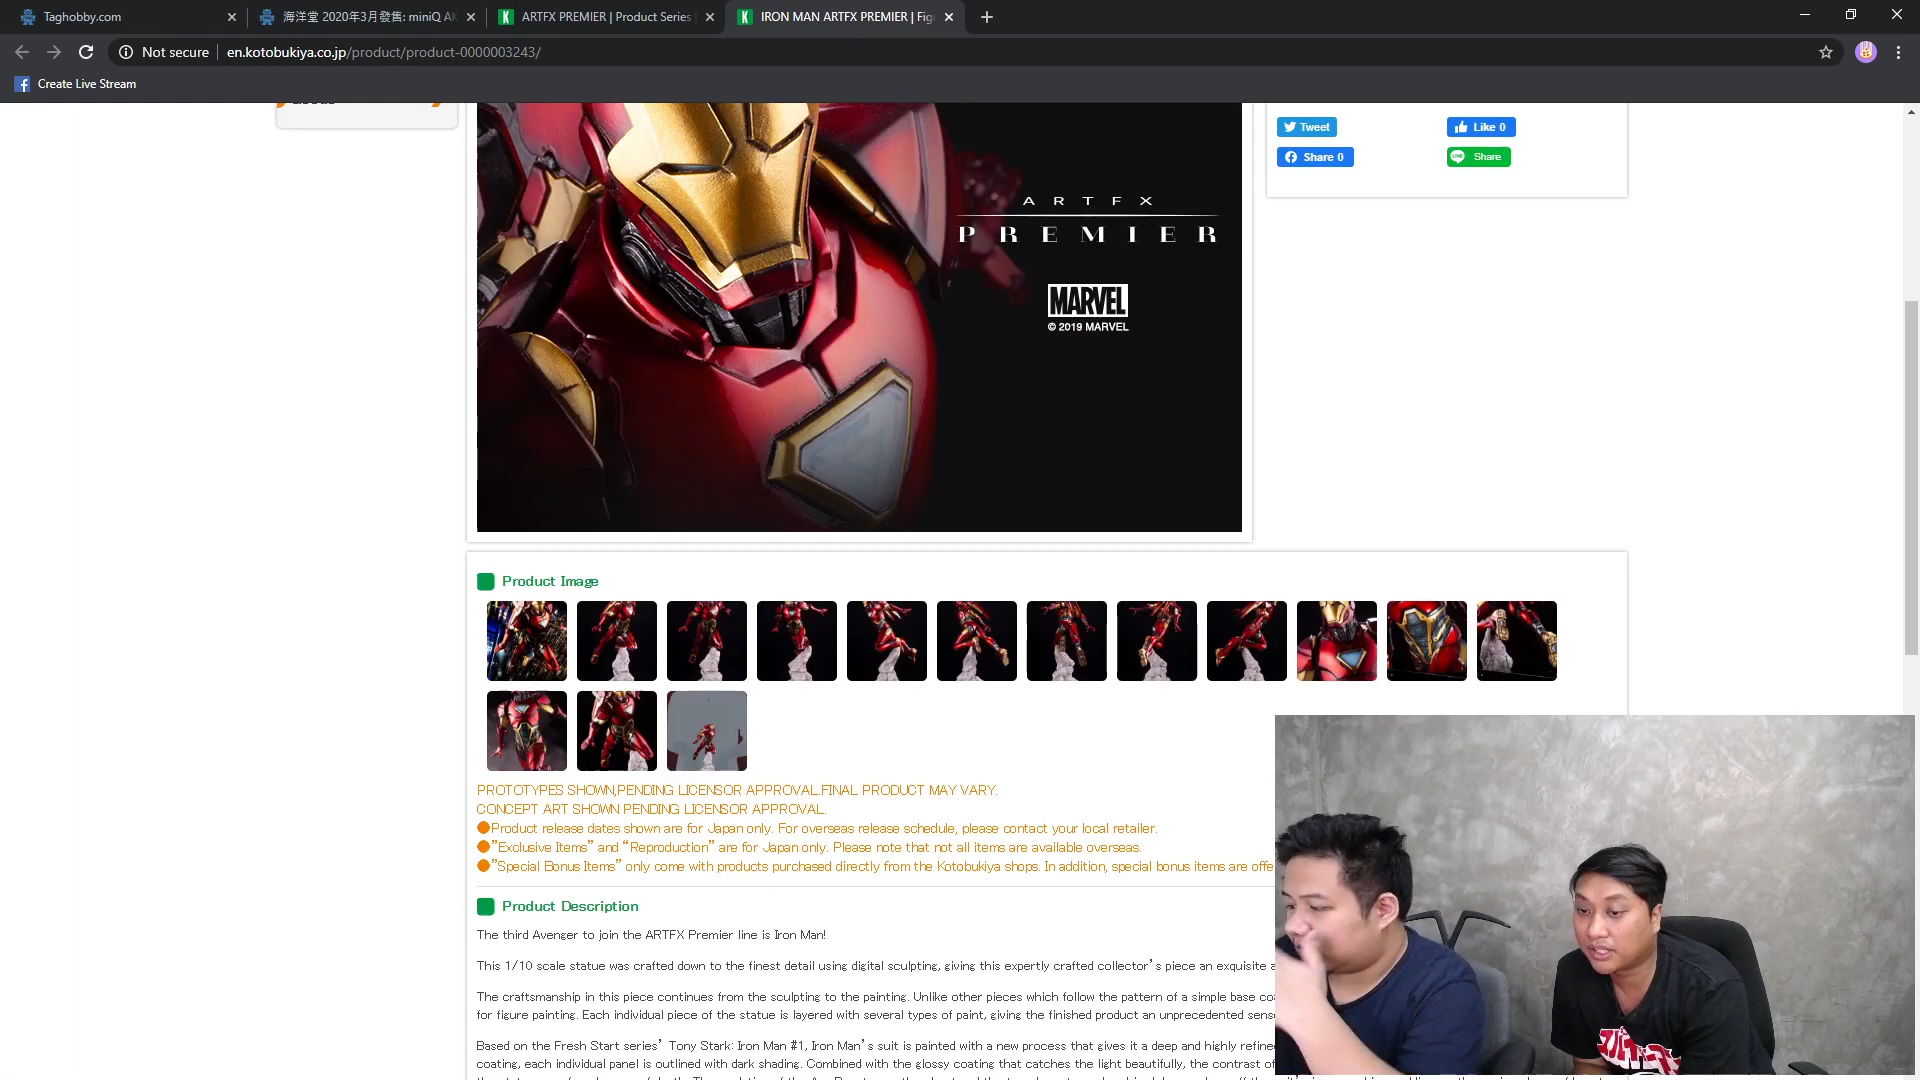 Taghobby.com
海洋堂 2020年3月發售: miniQ AK
ARTFX PREMIER | Product Series
IRON MAN ARTFX PREMIER | Fig
Not secure
en.kotobukiya.co.jp/product/product-0000003243/
Create Live Stream
Tweet
Like 0
Share 0
Share
ARTFX
PREMIER
MARVEL
© 2019 MARVEL
Product Image
PROTOTYPES SHOWN,PENDING LICENSOR APPROVAL.FINAL PRODUCT MAY VARY.
CONCEPT ART SHOWN PENDING LICENSOR APPROVAL.
●Product release dates shown are for Japan only. For overseas release schedule, please contact your local retailer.
●"Exclusive Items" and "Reproduction" are for Japan only. Please note that not all items are available overseas.
●"Special Bonus Items" only come with products purchased directly from the Kotobukiya shops. In addition, special bonus items are offe
Product Description
The third Avenger to join the ARTFX Premier line is Iron Man!
This 1/10 scale statue was crafted down to the finest detail using digital sculpting, giving this expertly crafted collector's piece an exquisite a
The craftsmanship in this piece continues from the sculpting to the painting. Unlike other pieces which follow the pattern of a simple base co
for figure painting. Each individual piece of the statue is layered with several types of paint, giving the finished product an unprecedented sens
Based on the Fresh Start series' Tony Stark: Iron Man #1, Iron Man's suit is painted with a new process that gives it a deep and highly refine
coating, each individual panel is outlined with dark shading. Combined with the glossy coating that catches the light beautifully, the contrast of